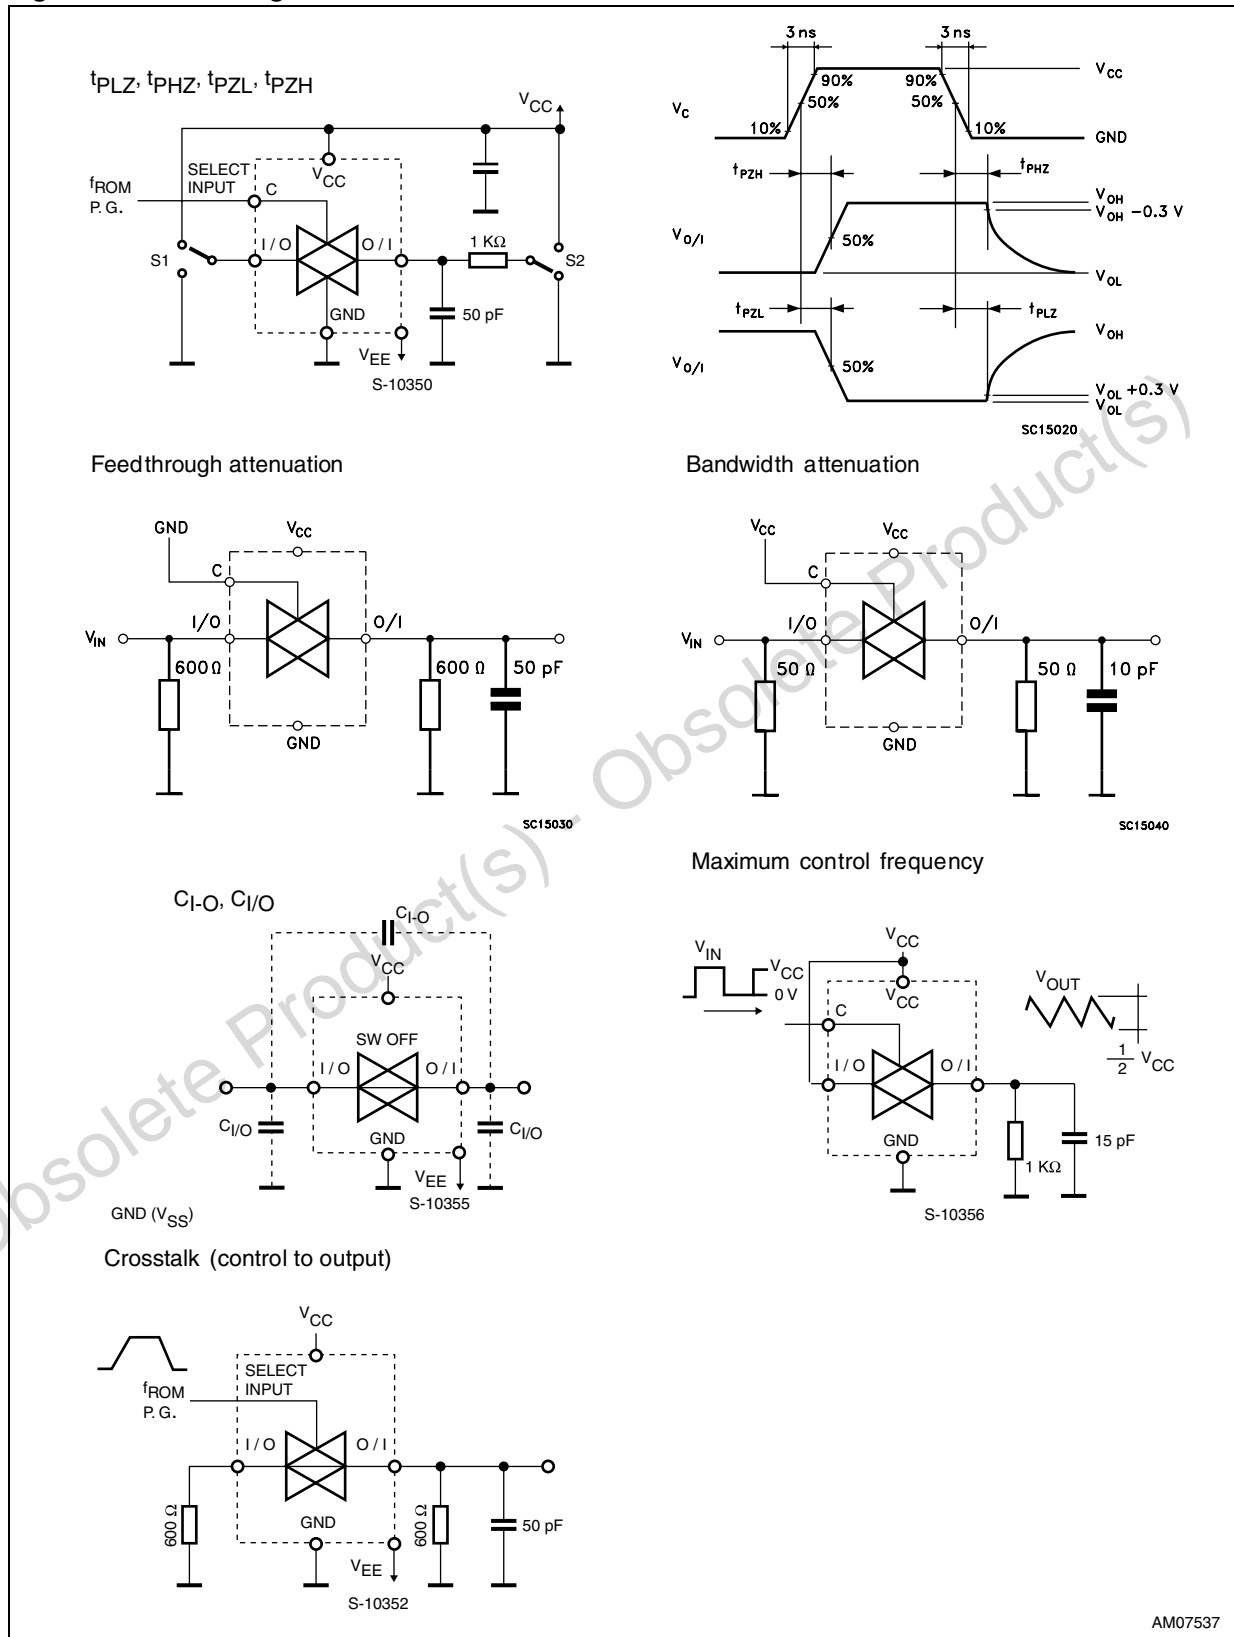 tPLZ, tPHZ, tPZL, tPZH
VCC
SELECT
INPUT
VCC
fROM
P.G.
C
I/O
O/I
1 KΩ
S1
S2
GND
50 pF
VEE
S-10350
3 ns
3 ns
VCC
90%
90%
50%
50%
VC
10%
10%
GND
tPZH
tPHZ
VOH
VOH -0.3 V
VO/I
50%
VOL
tPZL
tPLZ
VOH
VO/I
50%
VOL +0.3 V
VOL
SC15020
Feedthrough attenuation
GND
VCC
C
I/O
O/I
VIN
600 Ω
600 Ω
50 pF
GND
SC15030
Bandwidth attenuation
VCC
VCC
C
I/O
O/I
VIN
50 Ω
50 Ω
10 pF
GND
SC15040
CI-O, CI/O
CI-O
VCC
SW OFF
I/O
O/I
CI/O
CI/O
GND
VEE
S-10355
GND (VSS)
Maximum control frequency
VIN
VCC
0 V
VCC
VCC
C
I/O
O/I
VOUT
1/2 VCC
GND
1 KΩ
15 pF
S-10356
Crosstalk (control to output)
VCC
SELECT
INPUT
fROM
P.G.
I/O
O/I
600 Ω
GND
600 Ω
50 pF
VEE
S-10352
AM07537
Obsolete Product(s) - Obsolete Product(s)